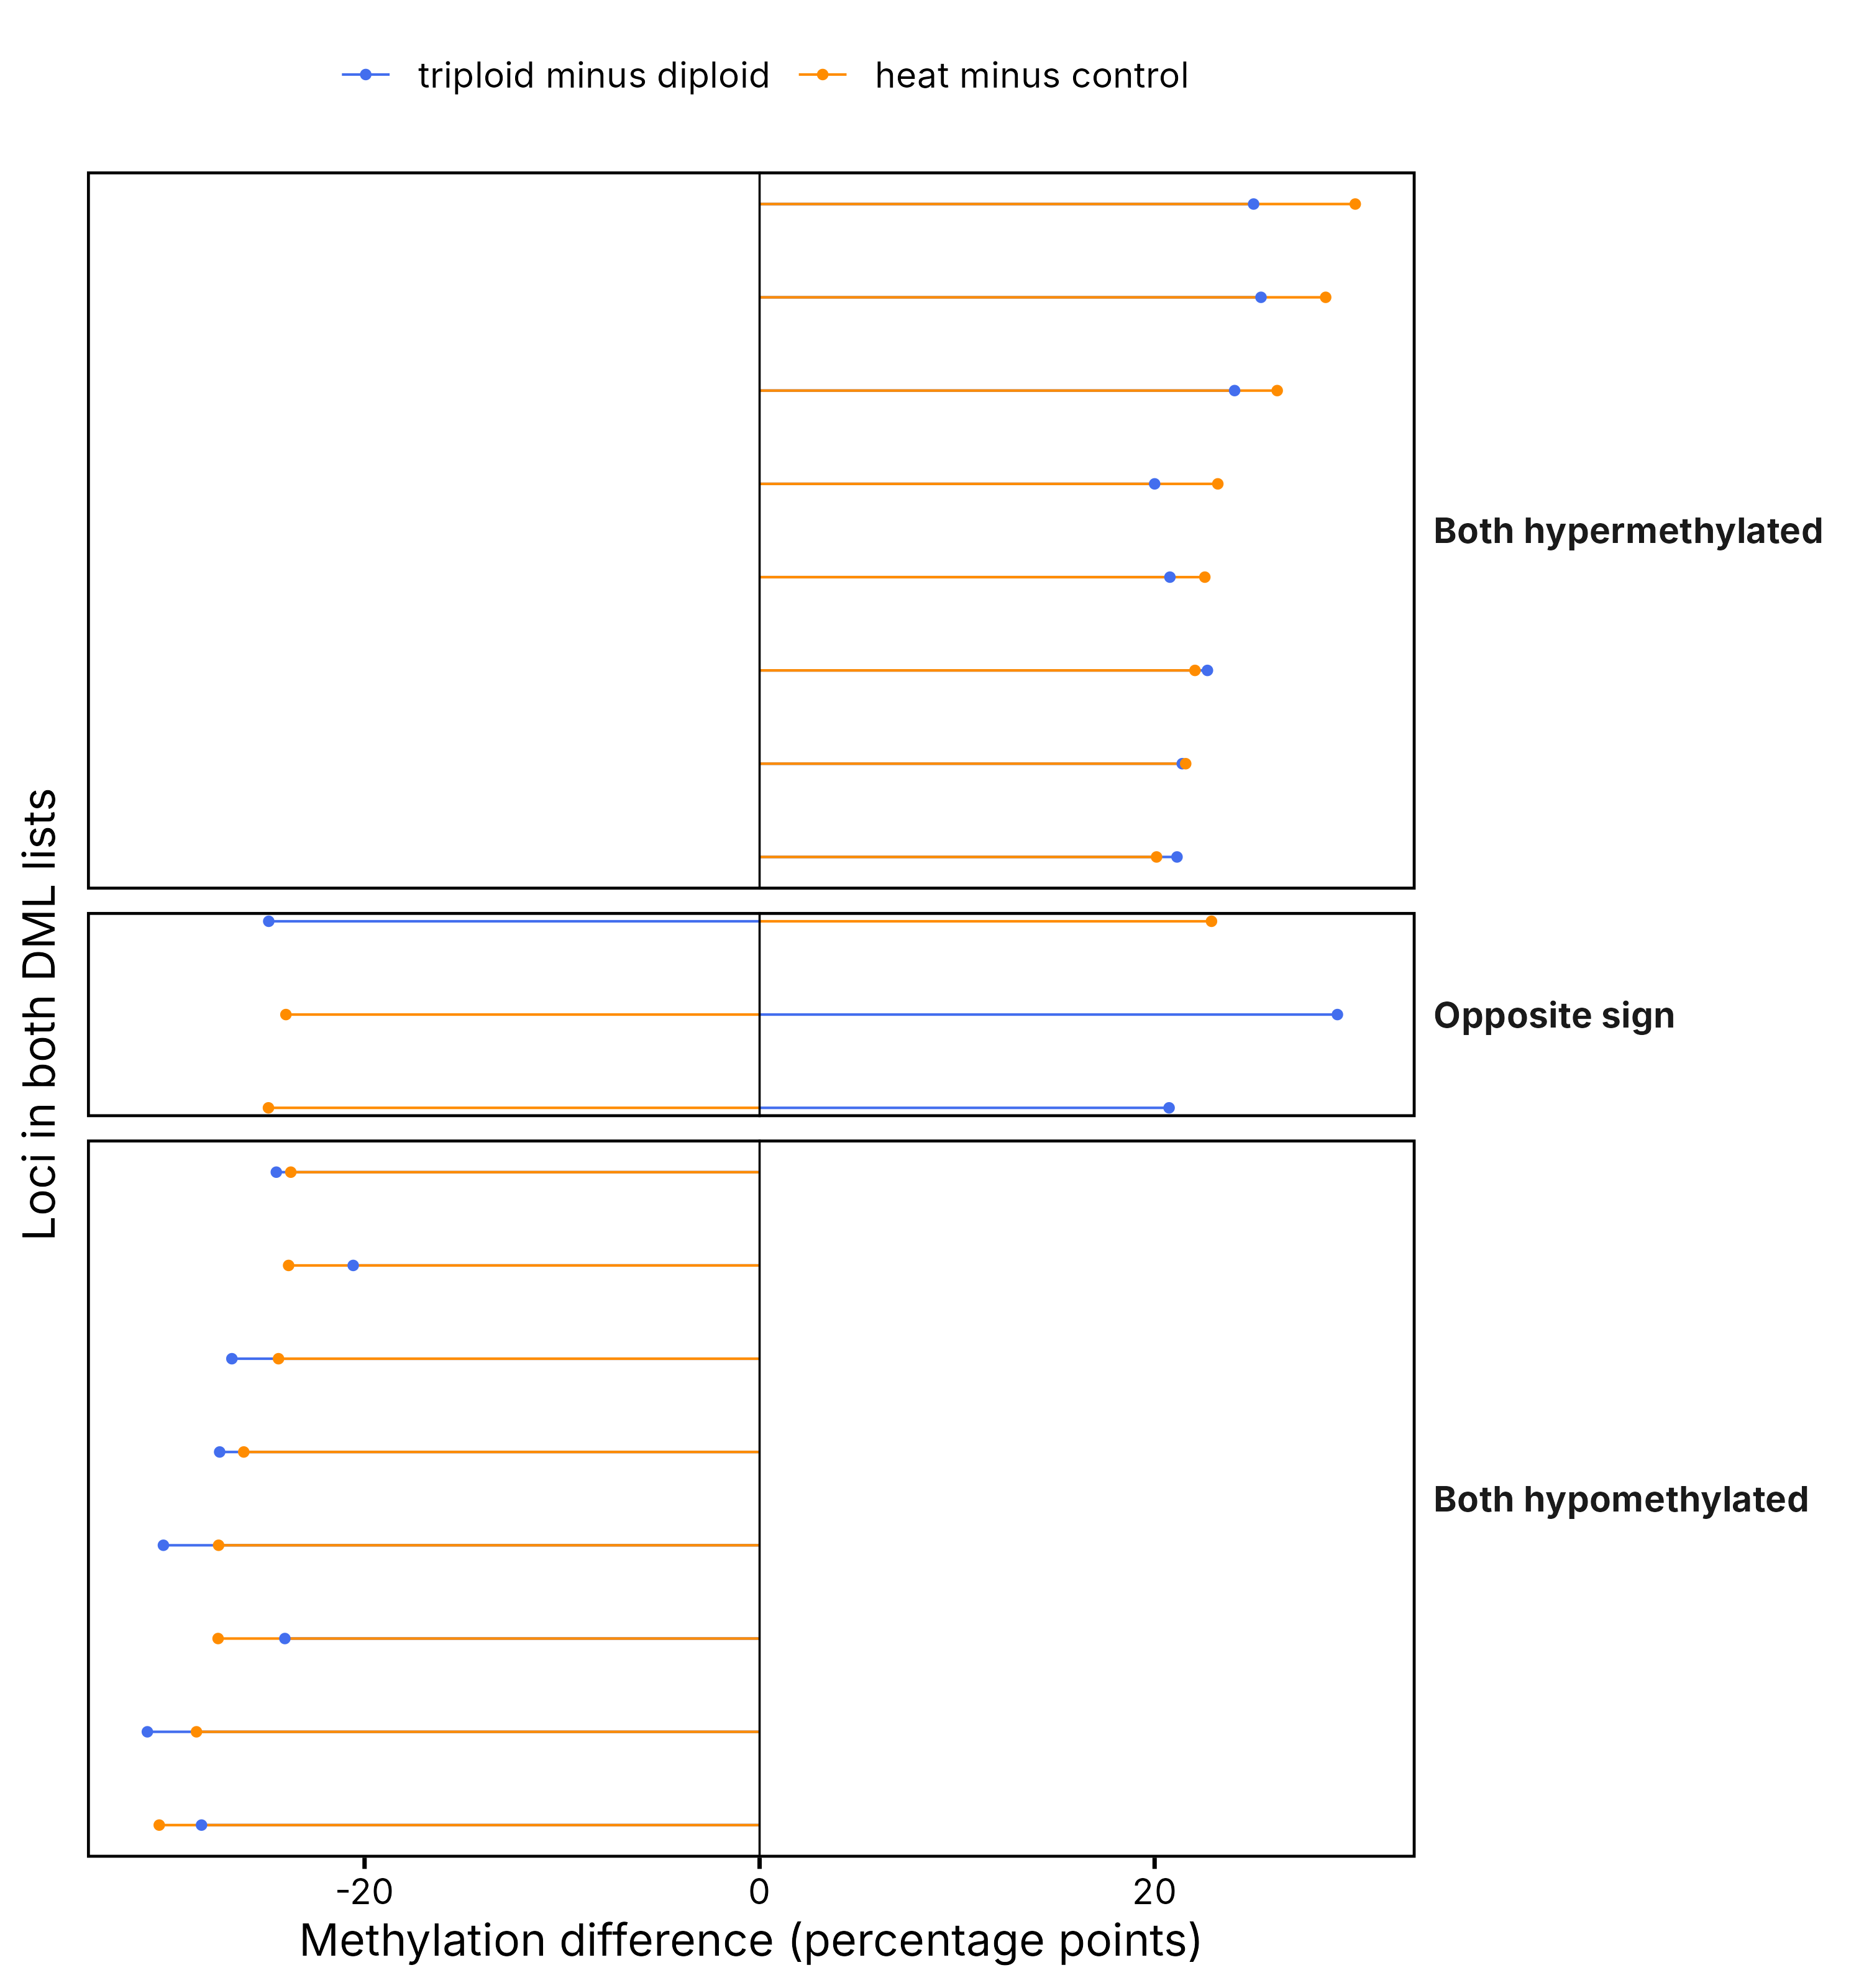 triploid minus diploid heat minus control
Both hypermethylated
Opposite sign
Both hypomethylated
Loci in both DML lists
-20 0 20
Methylation difference (percentage points)